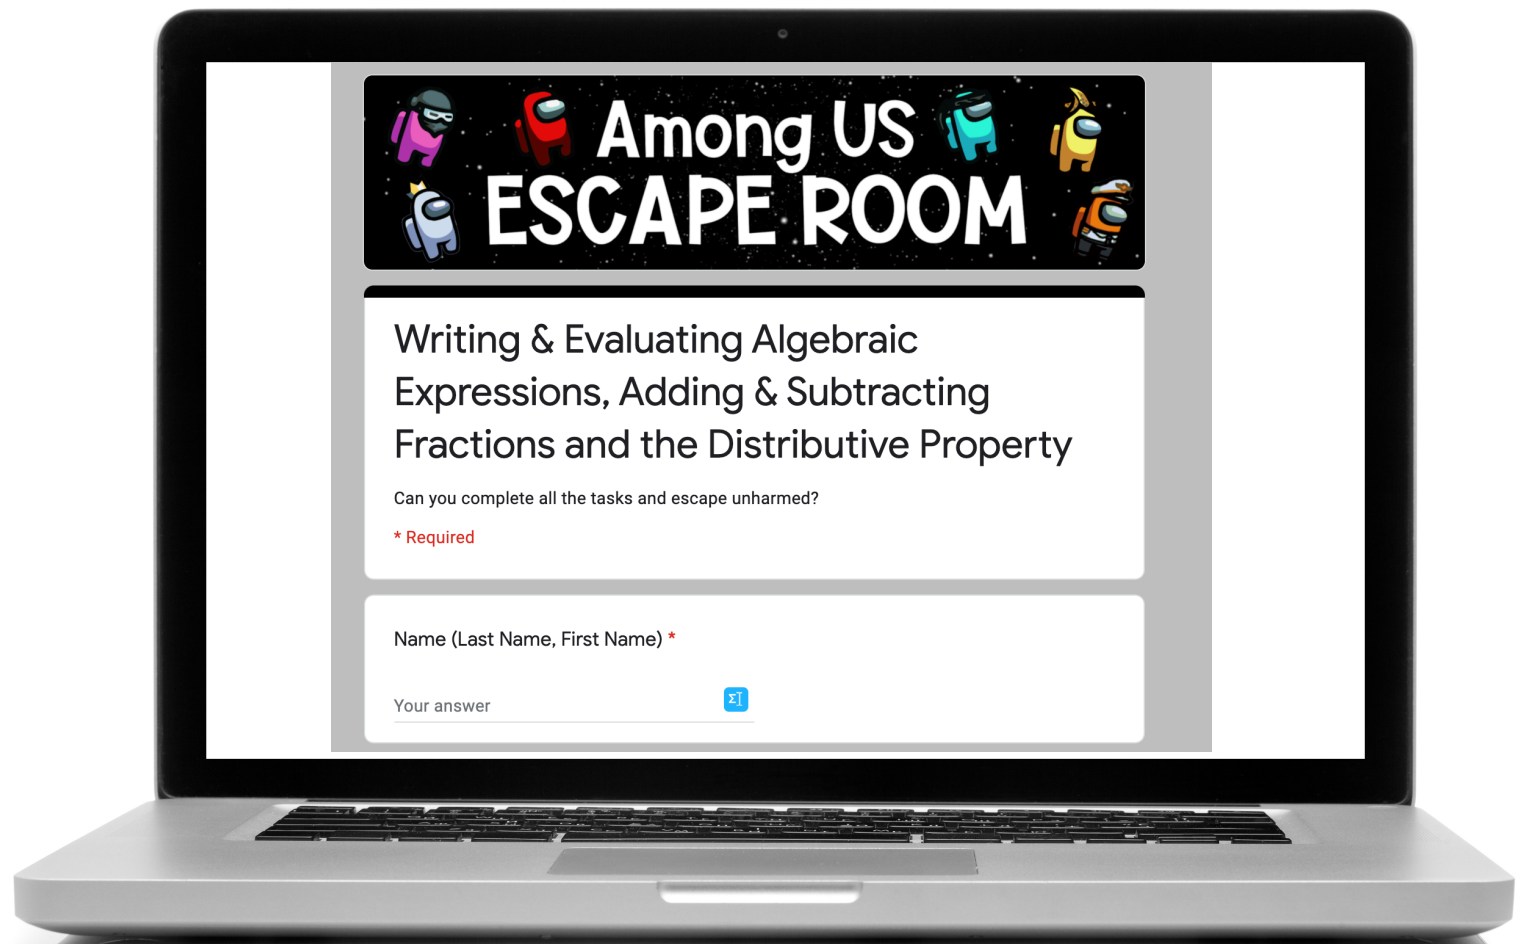 Among US
ESCAPE ROOM
Writing & Evaluating Algebraic
Expressions, Adding & Subtracting
Fractions and the Distributive Property
Can you complete all the tasks and escape unharmed?
* Required
Name (Last Name, First Name) *
Your answer